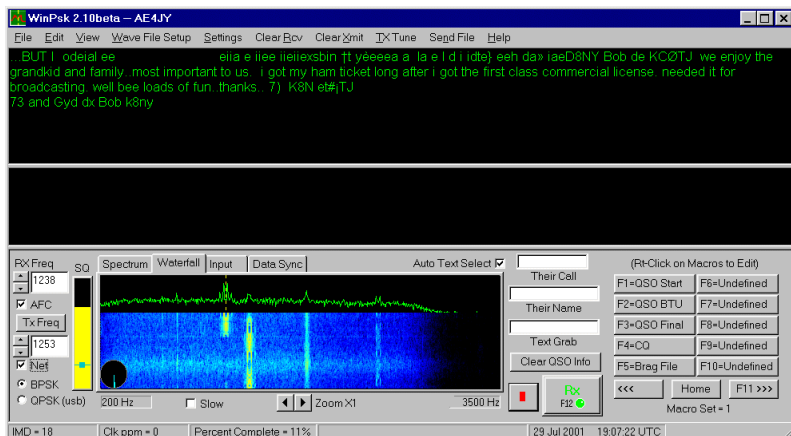 WinPsk 2.10beta – AE4JY
File Edit View Wave File Setup Settings Clear Rcv Clear Xmit TX Tune Send File Help
...BUT I odeial ee eiia e iiee iieiiexsbin †t yéeeea a la e l d i idte} eeh da» iaeD8NY Bob de KCØTJ we enjoy the
grandkid and family..most important to us. i got my ham ticket long after i got the first class commercial license. needed it for
broadcasting. well bee loads of fun..thanks.. 7) K8N et#¡TJ
73 and Gyd dx Bob k8ny
RX Freq
1238
AFC
Tx Freq
1253
Net
BPSK
QPSK (usb)
SQ
Spectrum Waterfall Input Data Sync Auto Text Select
200 Hz Slow Zoom X1 3500 Hz
Their Call
Their Name
Text Grab
Clear QSO Info
Rx
F12
(Rt-Click on Macros to Edit)
F1=QSO Start F6=Undefined
F2=QSO BTU F7=Undefined
F3=QSO Final F8=Undefined
F4=CQ F9=Undefined
F5=Brag File F10=Undefined
<<< Home F11 >>>
Macro Set = 1
IMD = 18 Clk ppm = 0 Percent Complete = 11% 29 Jul 2001 19:07:22 UTC